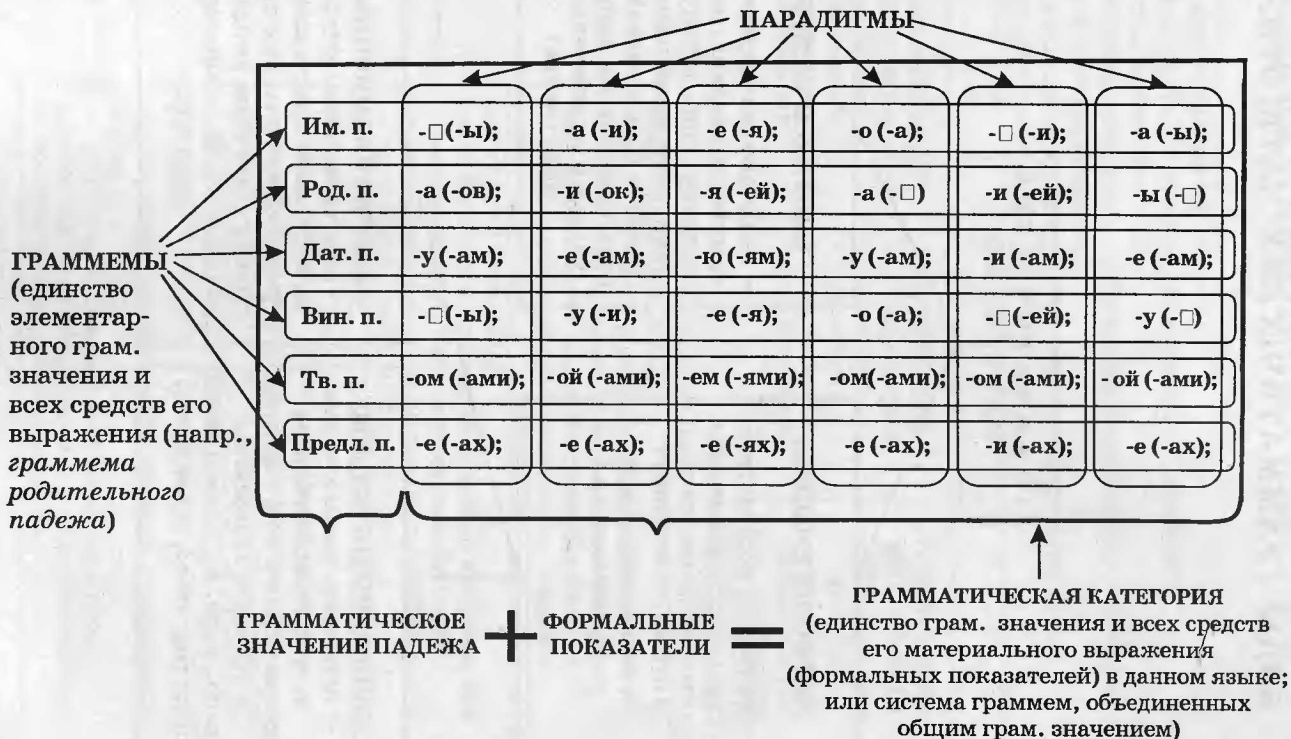 ПАРАДИГМЫ
Им. п. -□(-ы); -а (-и); -е (-я); -о (-а); -□ (-и); -а (-ы);
Род. п. -а (-ов); -и (-ок); -я (-ей); -а (-□) -и (-ей); -ы (-□)
Дат. п. -у (-ам); -е (-ам); -ю (-ям); -у (-ам); -и (-ам); -е (-ам);
Вин. п. -□(-ы); -у (-и); -е (-я); -о (-а); -□(-ей); -у (-□)
Тв. п. -ом (-ами); -ой (-ами); -ем (-ями); -ом(-ами); -ом (-ами); - ой (-ами);
Предл. п. -е (-ах); -е (-ах); -е (-ях); -е (-ах); -и (-ах); -е (-ах);
ГРАММЕМЫ
(единство
элементар-
ного грам.
значения и
всех средств его
выражения (напр.,
граммема
родительного
падежа)
ГРАММАТИЧЕСКОЕ
ЗНАЧЕНИЕ ПАДЕЖА
+
ФОРМАЛЬНЫЕ
ПОКАЗАТЕЛИ
=
ГРАММАТИЧЕСКАЯ КАТЕГОРИЯ
(единство грам. значения и всех средств
его материального выражения
(формальных показателей) в данном языке;
или система граммем, объединенных
общим грам. значением)